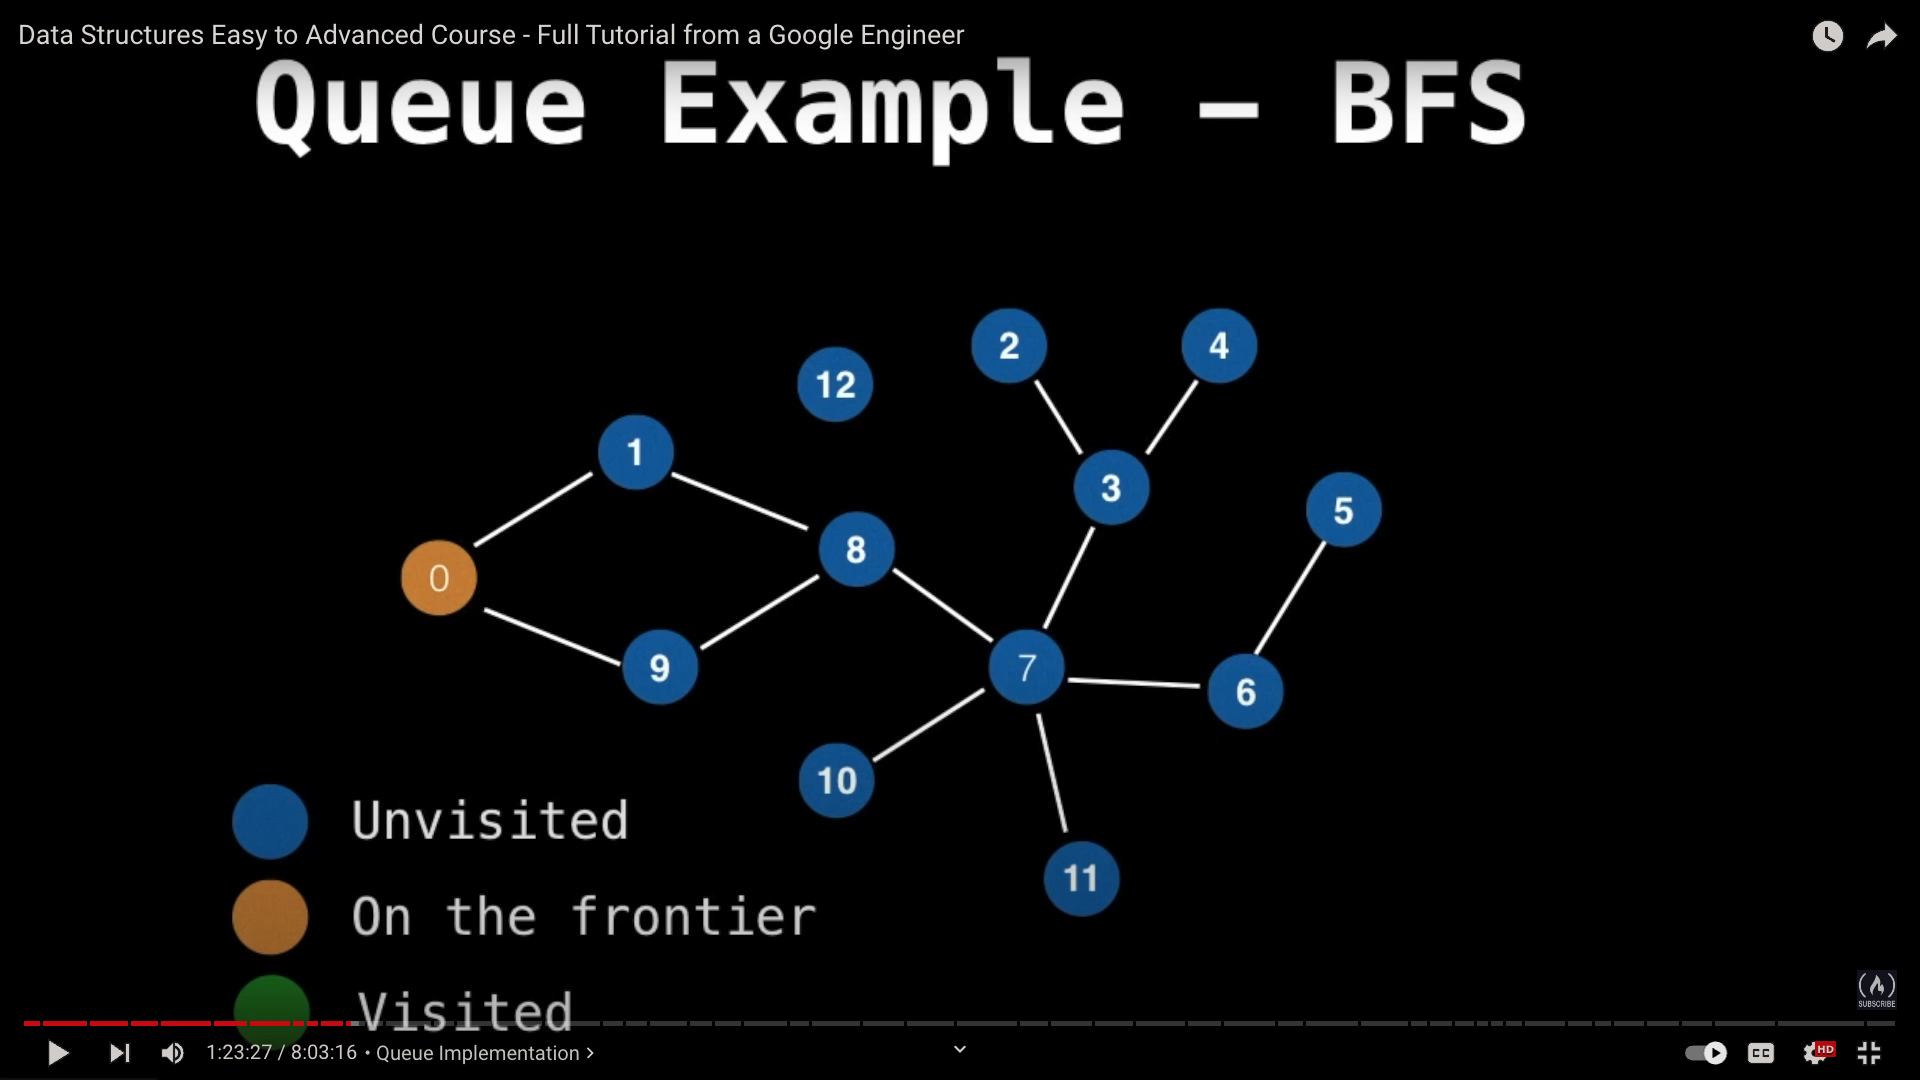 Data Structures Easy to Advanced Course - Full Tutorial from a Google Engineer
Queue Example - BFS
2
4
12
1
3
5
8
0
9
7
6
10
Unvisited
11
On the frontier
SUBSCRIBE
Visited
1:23:27 / 8:03:16 • Queue Implementation
CC
HD